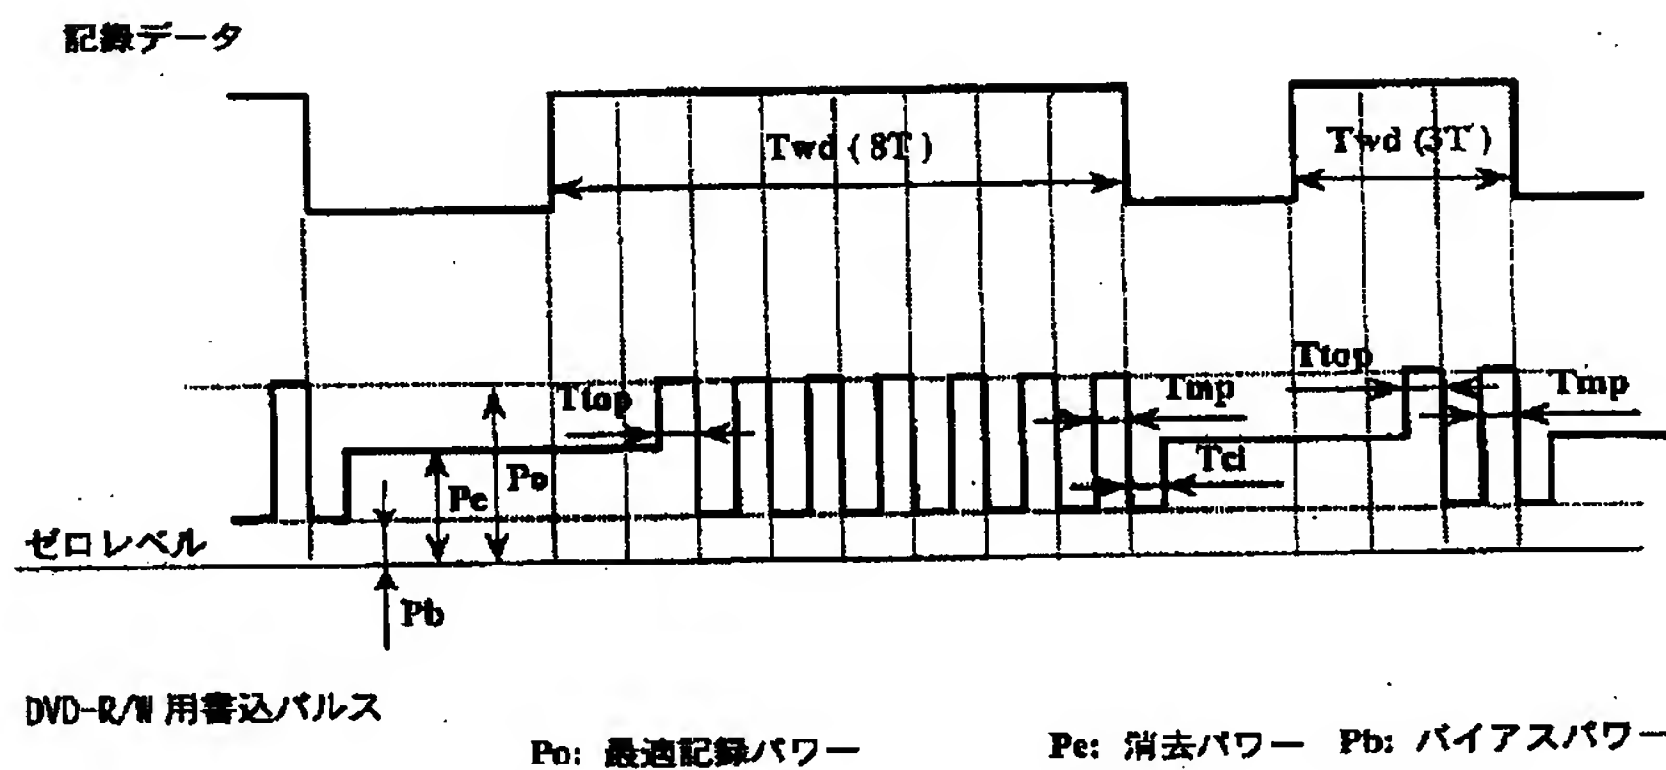 記録データ
Twd ( 8T )
Twd (3T )
Ttop
Tmp
Ttop
Tmp
Tcl
Pe
Po
ゼロレベル
Pb
DVD-R/W 用書込パルス
Po: 最適記録パワー
Pe: 消去パワー
Pb: バイアスパワー